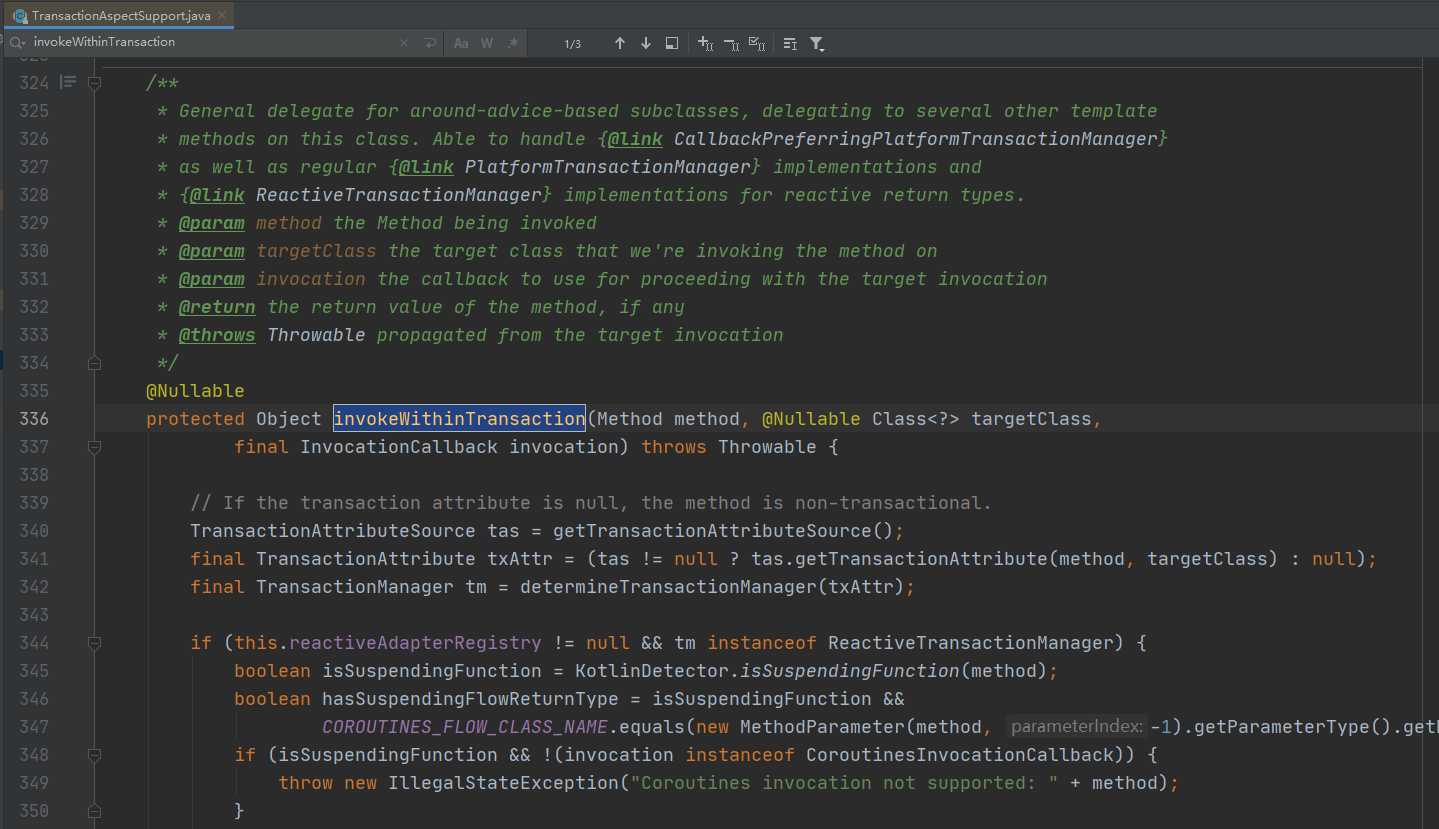 TransactionAspectSupport.java
invokeWithinTransaction
Aa W .*
1/3
324 /**
325 * General delegate for around-advice-based subclasses, delegating to several other template
326 * methods on this class. Able to handle {@link CallbackPreferringPlatformTransactionManager}
327 * as well as regular {@link PlatformTransactionManager} implementations and
328 * {@link ReactiveTransactionManager} implementations for reactive return types.
329 * @param method the Method being invoked
330 * @param targetClass the target class that we're invoking the method on
331 * @param invocation the callback to use for proceeding with the target invocation
332 * @return the return value of the method, if any
333 * @throws Throwable propagated from the target invocation
334 */
335 @Nullable
336 protected Object invokeWithinTransaction(Method method, @Nullable Class<?> targetClass,
337 final InvocationCallback invocation) throws Throwable {
338
339 // If the transaction attribute is null, the method is non-transactional.
340 TransactionAttributeSource tas = getTransactionAttributeSource();
341 final TransactionAttribute txAttr = (tas != null ? tas.getTransactionAttribute(method, targetClass) : null);
342 final TransactionManager tm = determineTransactionManager(txAttr);
343
344 if (this.reactiveAdapterRegistry != null && tm instanceof ReactiveTransactionManager) {
345 boolean isSuspendingFunction = KotlinDetector.isSuspendingFunction(method);
346 boolean hasSuspendingFlowReturnType = isSuspendingFunction &&
347 COROUTINES_FLOW_CLASS_NAME.equals(new MethodParameter(method, parameterIndex: -1).getParameterType().get
348 if (isSuspendingFunction && !(invocation instanceof CoroutinesInvocationCallback)) {
349 throw new IllegalStateException("Coroutines invocation not supported: " + method);
350 }